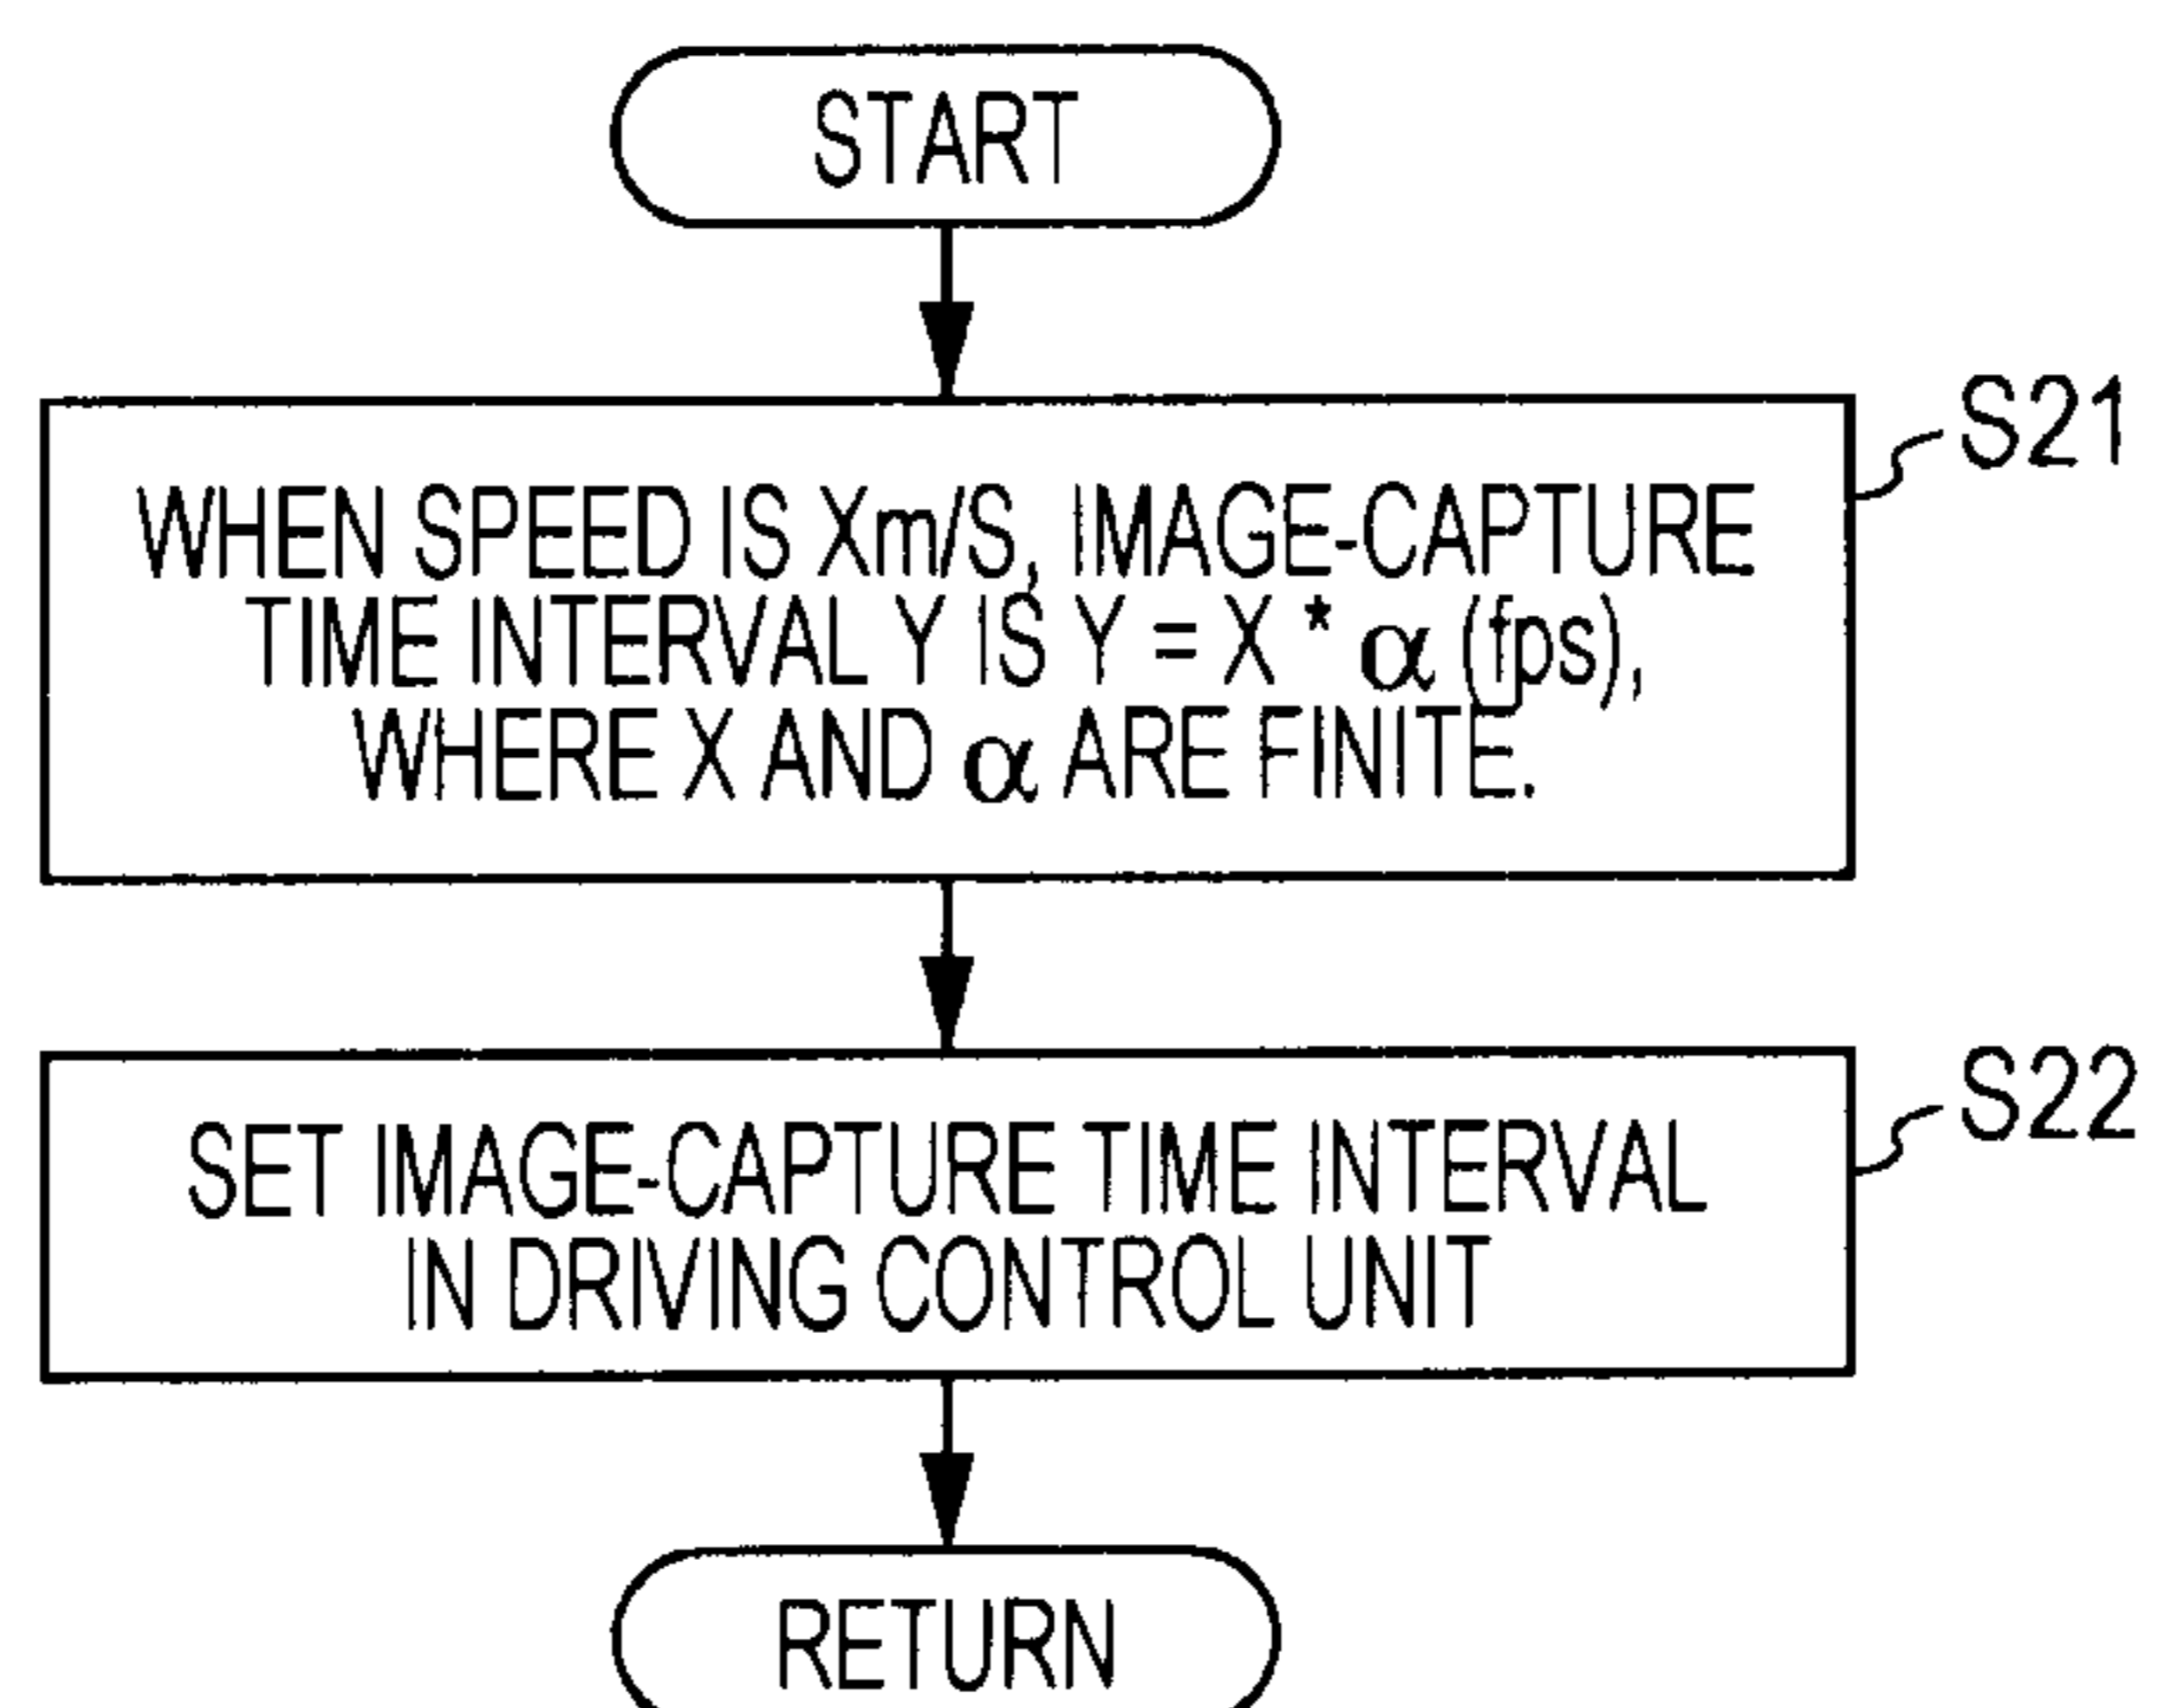 START
S21
WHEN SPEED IS Xm/S, IMAGE-CAPTURE
TIME INTERVAL Y IS Y = X * α (fps),
WHERE X AND α ARE FINITE.
S22
SET IMAGE-CAPTURE TIME INTERVAL
IN DRIVING CONTROL UNIT
RETURN